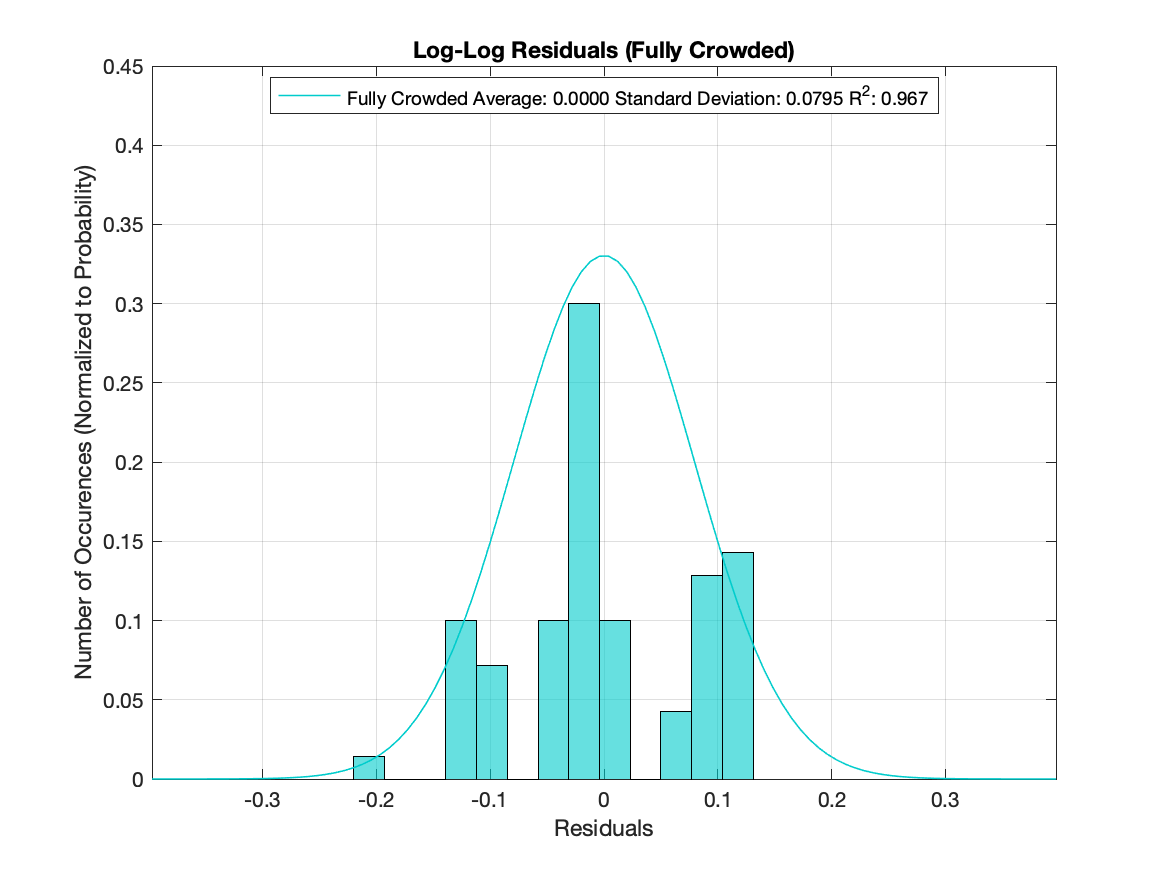 Log-Log Residuals (Fully Crowded)
Fully Crowded Average: 0.0000 Standard Deviation: 0.0795 R²: 0.967
Number of Occurences (Normalized to Probability)
0.45
0.4
0.35
0.3
0.25
0.2
0.15
0.1
0.05
0
-0.3 -0.2 -0.1 0 0.1 0.2 0.3
Residuals